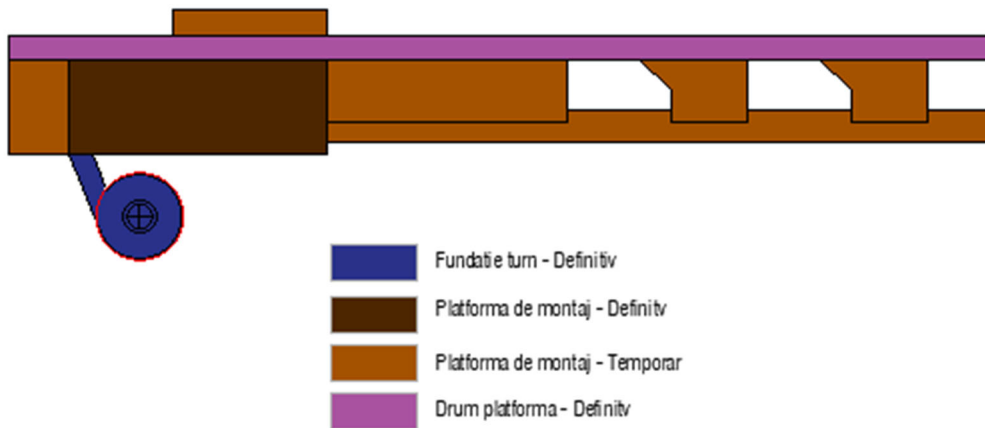 Fundatie turn - Definitiv
Platforma de montaj - Definitv
Platforma de montaj - Temporar
Drum platforma - Definitv